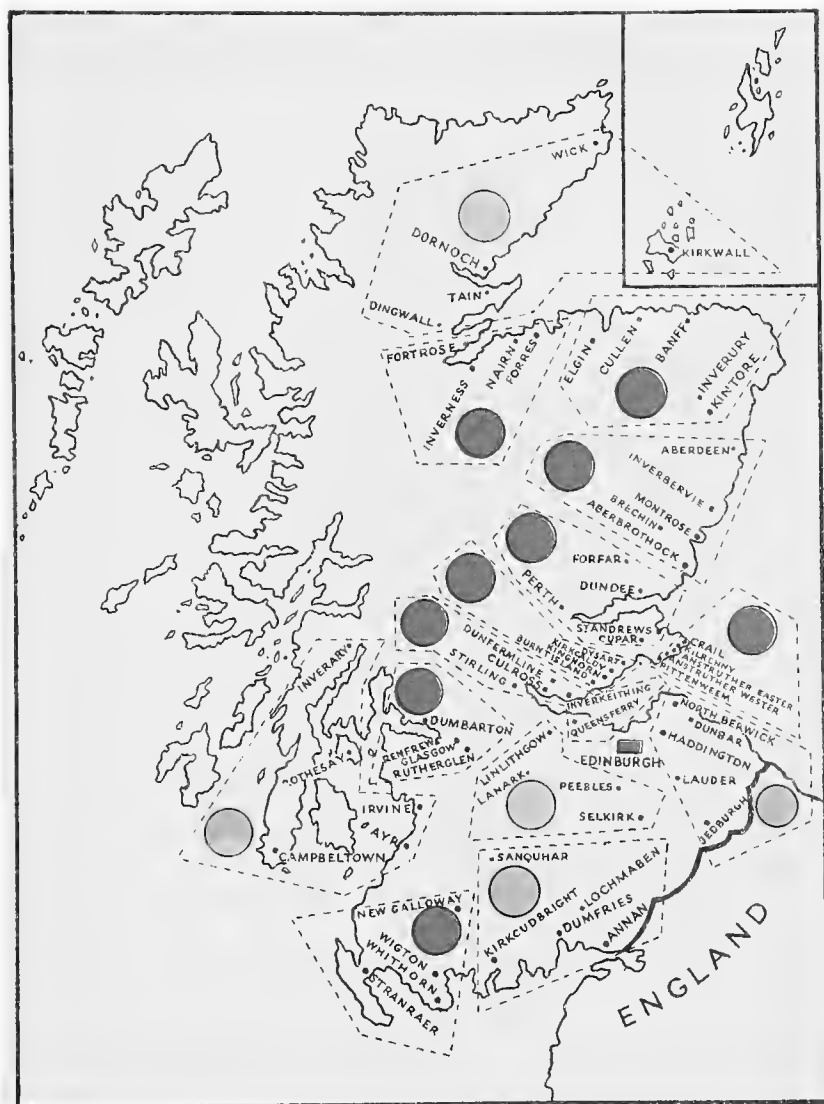 WICK
DORNOCH
KIRKWALL
TAIN
DINGWALL
FORTROSE
NAIRN
FORRES
INVERNESS
ELGIN
CULLEN
BANFF
INVERURY
KINTORE
ABERDEEN
INVERBERVIE
MONTROSE
BRECHIN
ABERBROTHOCK
FORFAR
PERTH
DUNDEE
ST ANDREWS
CUPAR
CRAIL
KILRENNY
ANSTRUTHER EASTER
ANSTRUTHER WESTER
PITTENWEEM
DYSART
KIRKCALDY
KINGHORN
BURNTISLAND
DUNFERMLINE
CULROSS
STIRLING
INVERKEITHING
QUEENSFERRY
INVERARY
DUMBARTON
RENFREW
GLASGOW
RUTHERGLEN
NORTH BERWICK
DUNBAR
HADDINGTON
EDINBURGH
LINLITHGOW
LANARK
PEEBLES
LAUDER
SELKIRK
JEDBURGH
ROTHESAY
IRVINE
AYR
CAMPBELTOWN
SANQUHAR
NEW GALLOWAY
LOCHMABEN
KIRKCUDBRIGHT
DUMFRIES
ANNAN
WIGTON
WHITHORN
STRANRAER
ENGLAND